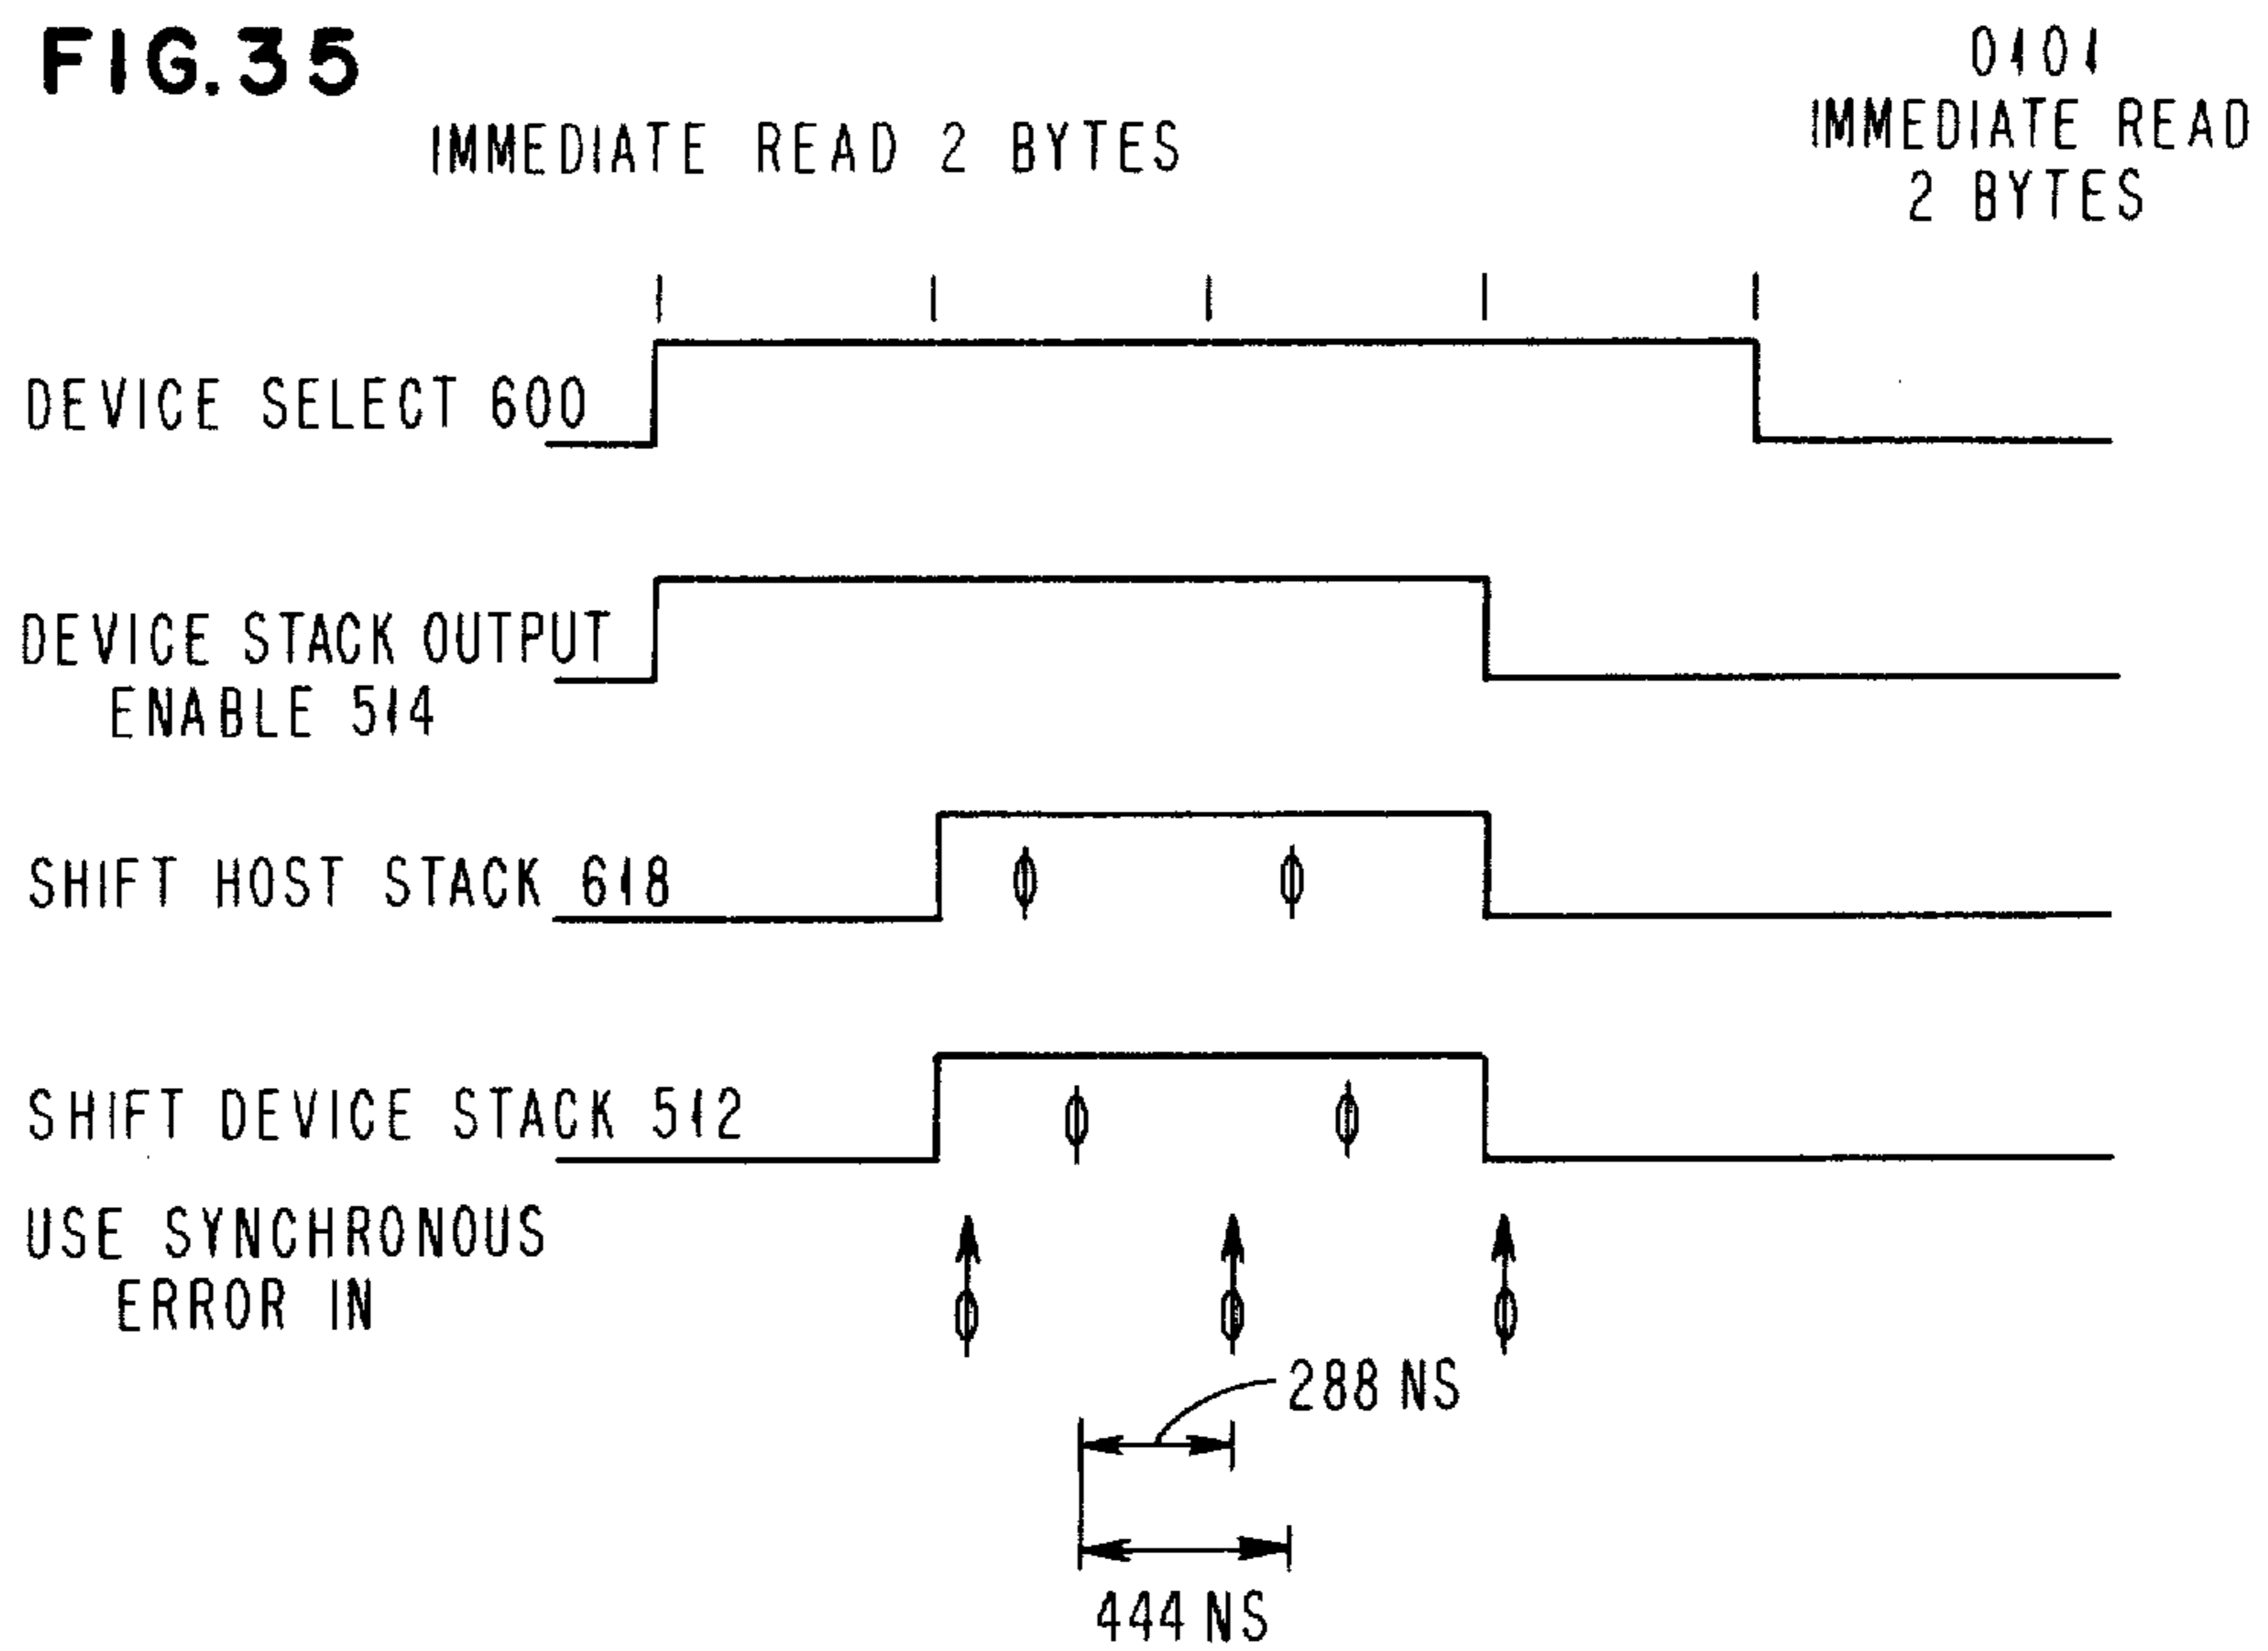 FIG.35
0101
IMMEDIATE READ 2 BYTES
IMMEDIATE READ
2 BYTES
DEVICE SELECT 600
DEVICE STACK OUTPUT
ENABLE 514
SHIFT HOST STACK 618
SHIFT DEVICE STACK 512
USE SYNCHRONOUS
ERROR IN
288 NS
444 NS